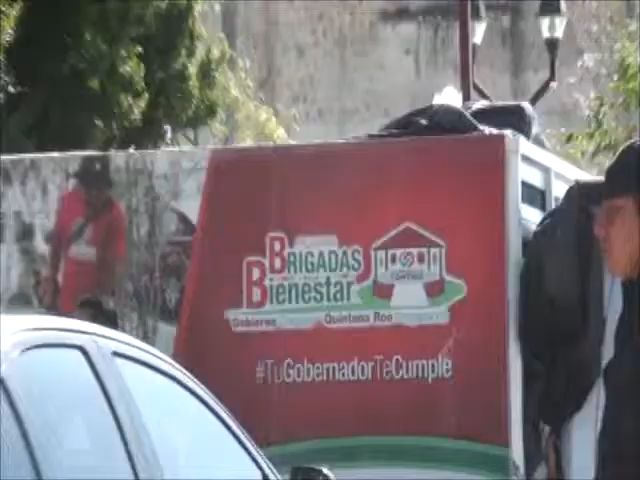 BRIGADAS
Bienestar
Gobierno Quintana Roo
#TuGobernadorTeCumple